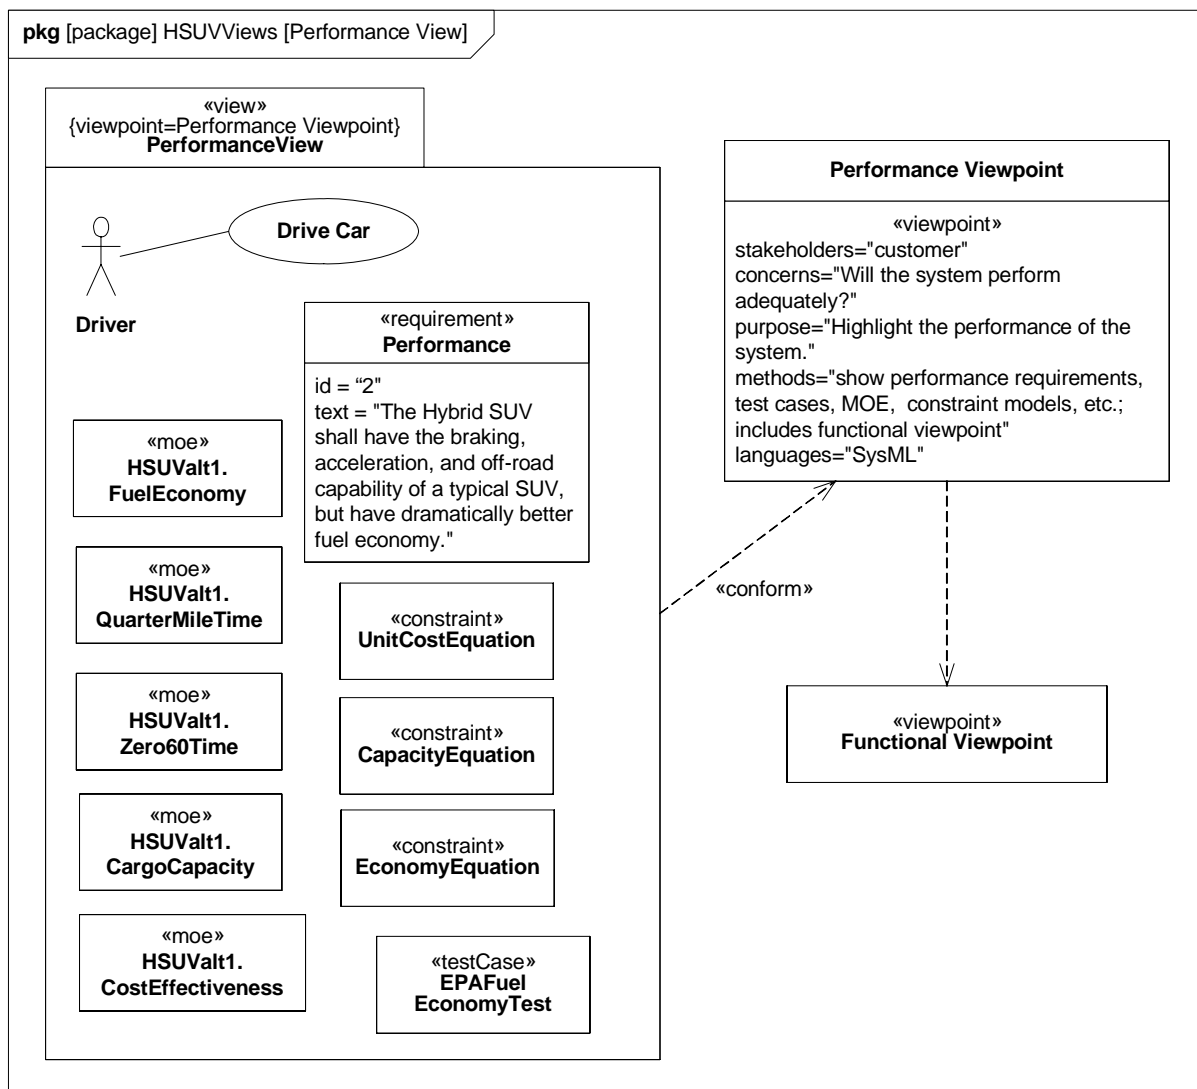 pkg [package] HSUVViews [Performance View]
«view»
{viewpoint=Performance Viewpoint}
PerformanceView
Drive Car
Driver
«requirement»
Performance
id = “2"
text = "The Hybrid SUV
shall have the braking,
acceleration, and off-road
capability of a typical SUV,
but have dramatically better
fuel economy."
«moe»
HSUValt1.
FuelEconomy
«moe»
HSUValt1.
QuarterMileTime
«moe»
HSUValt1.
Zero60Time
«moe»
HSUValt1.
CargoCapacity
«moe»
HSUValt1.
CostEffectiveness
«constraint»
UnitCostEquation
«constraint»
CapacityEquation
«constraint»
EconomyEquation
«testCase»
EPAFuel
EconomyTest
Performance Viewpoint
«viewpoint»
stakeholders="customer"
concerns="Will the system perform
adequately?"
purpose="Highlight the performance of the
system."
methods="show performance requirements,
test cases, MOE,  constraint models, etc.;
includes functional viewpoint"
languages="SysML"
«conform»
«viewpoint»
Functional Viewpoint